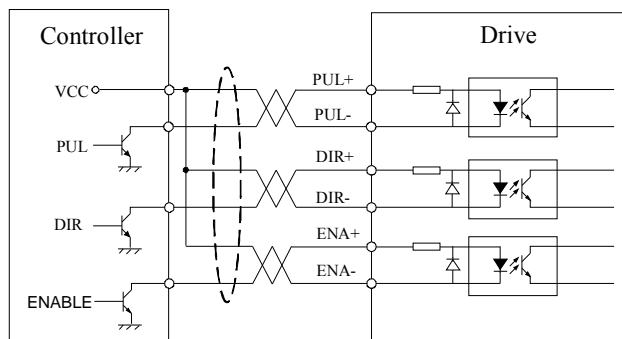 Controller
Drive
VCC
PUL+
PUL-
PUL
DIR+
DIR-
DIR
ENA+
ENA-
ENABLE